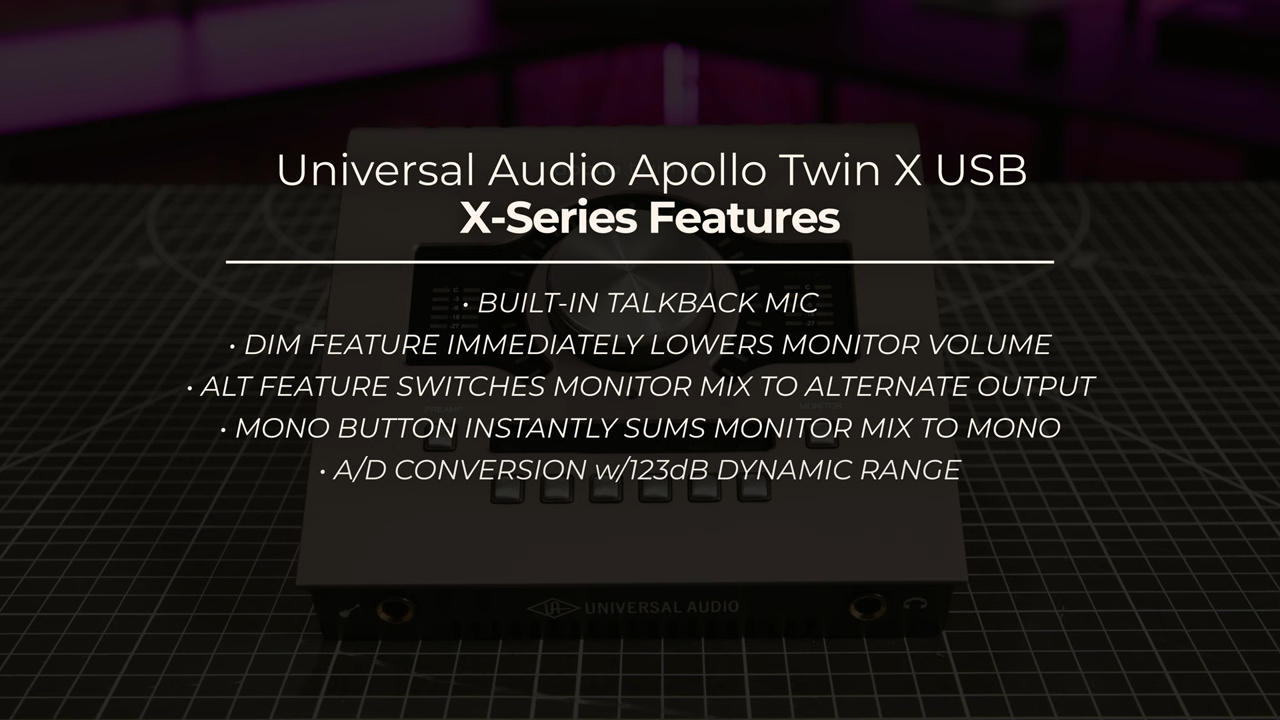 Universal Audio Apollo Twin X USB
X-Series Features
• BUILT-IN TALKBACK MIC
• DIM FEATURE IMMEDIATELY LOWERS MONITOR VOLUME
• ALT FEATURE SWITCHES MONITOR MIX TO ALTERNATE OUTPUT
• MONO BUTTON INSTANTLY SUMS MONITOR MIX TO MONO
• A/D CONVERSION w/123dB DYNAMIC RANGE
UNIVERSAL AUDIO